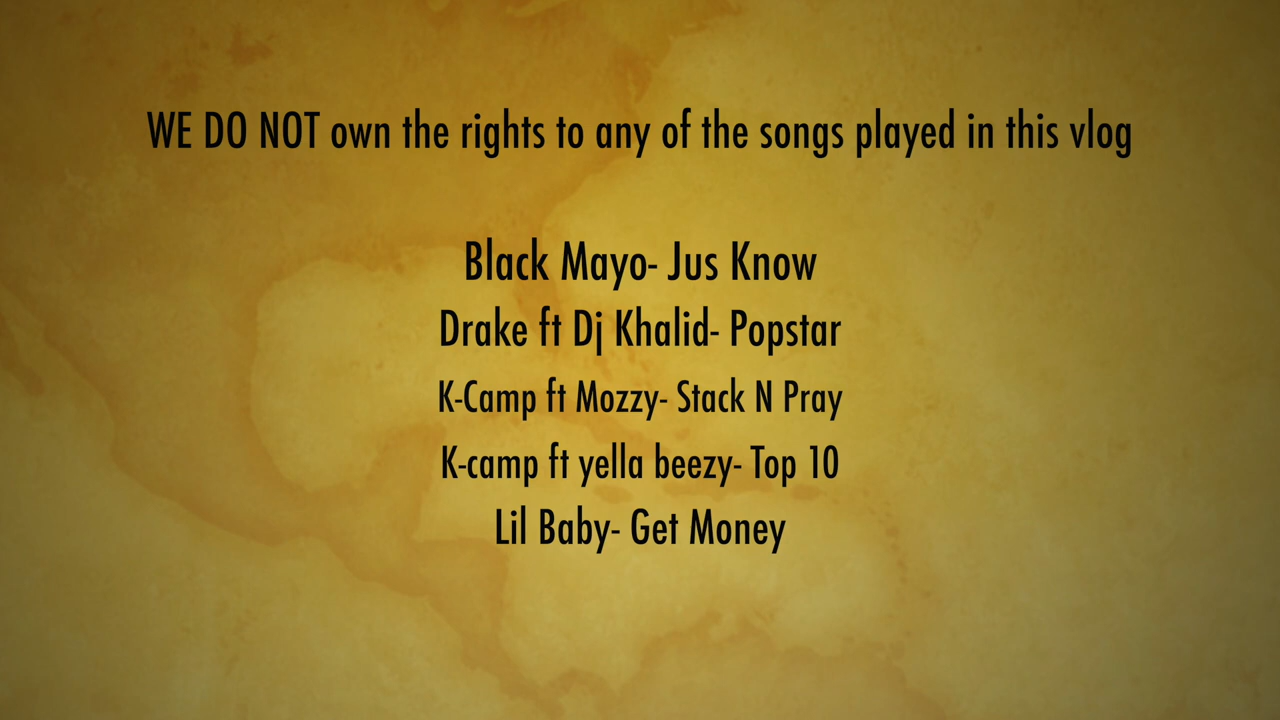 WE DO NOT own the rights to any of the songs played in this vlog
Black Mayo- Jus Know
Drake ft Dj Khalid- Popstar
K-Camp ft Mozzy- Stack N Pray
K-camp ft yella beezy- Top 10
Lil Baby- Get Money